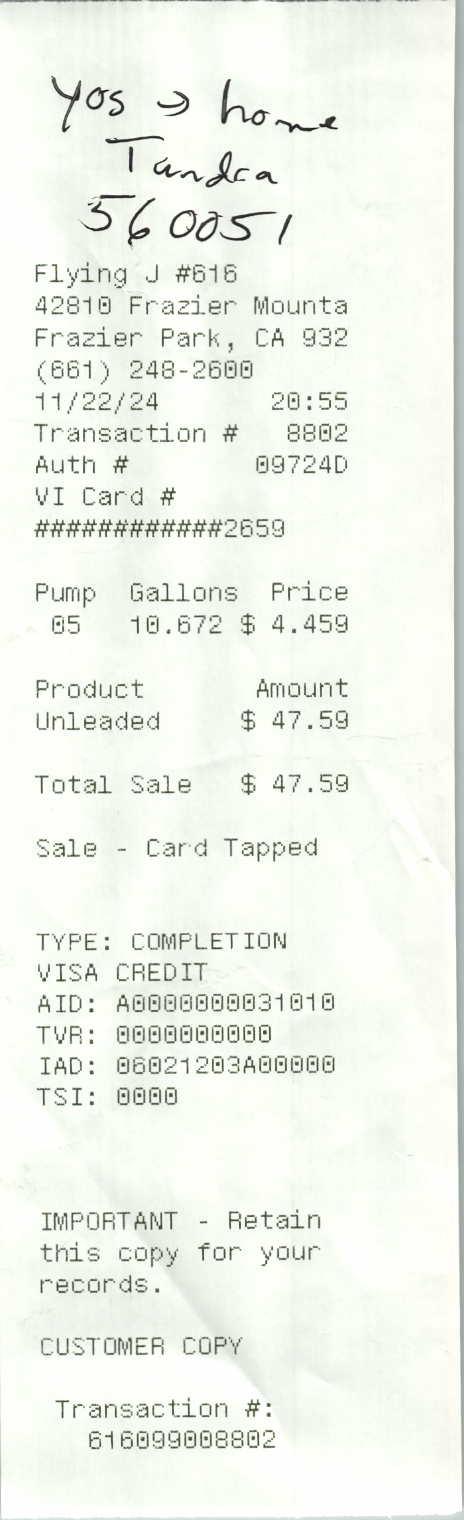 Yos → home
Tundra
560051
Flying J #616
42810 Frazier Mounta
Frazier Park, CA 932
(661) 248-2600
11/22/24 20:55
Transaction # 8802
Auth # 09724D
VI Card #
############2659
Pump Gallons Price
05 10.672 $ 4.459
Product Amount
Unleaded $ 47.59
Total Sale $ 47.59
Sale - Card Tapped
TYPE: COMPLETION
VISA CREDIT
AID: A0000000031010
TVR: 0000000000
IAD: 06021203A00000
TSI: 0000
IMPORTANT - Retain
this copy for your
records.
CUSTOMER COPY
Transaction #:
616099008802